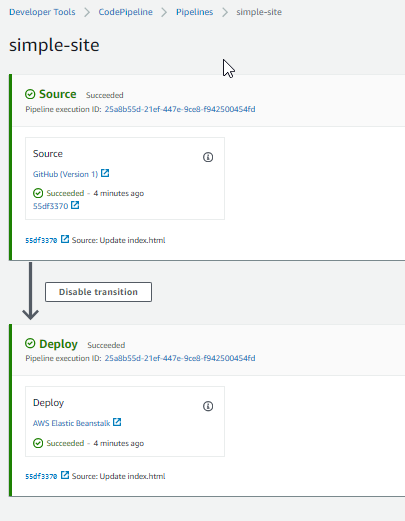 Developer Tools > CodePipeline > Pipelines > simple-site
simple-site
Source Succeeded
Pipeline execution ID: 25a8b55d-21ef-447e-9ce8-f942500454fd
Source
GitHub (Version 1)
Succeeded - 4 minutes ago
55df3370
55df3370 Source: Update index.html
Disable transition
Deploy Succeeded
Pipeline execution ID: 25a8b55d-21ef-447e-9ce8-f942500454fd
Deploy
AWS Elastic Beanstalk
Succeeded - 4 minutes ago
55df3370 Source: Update index.html